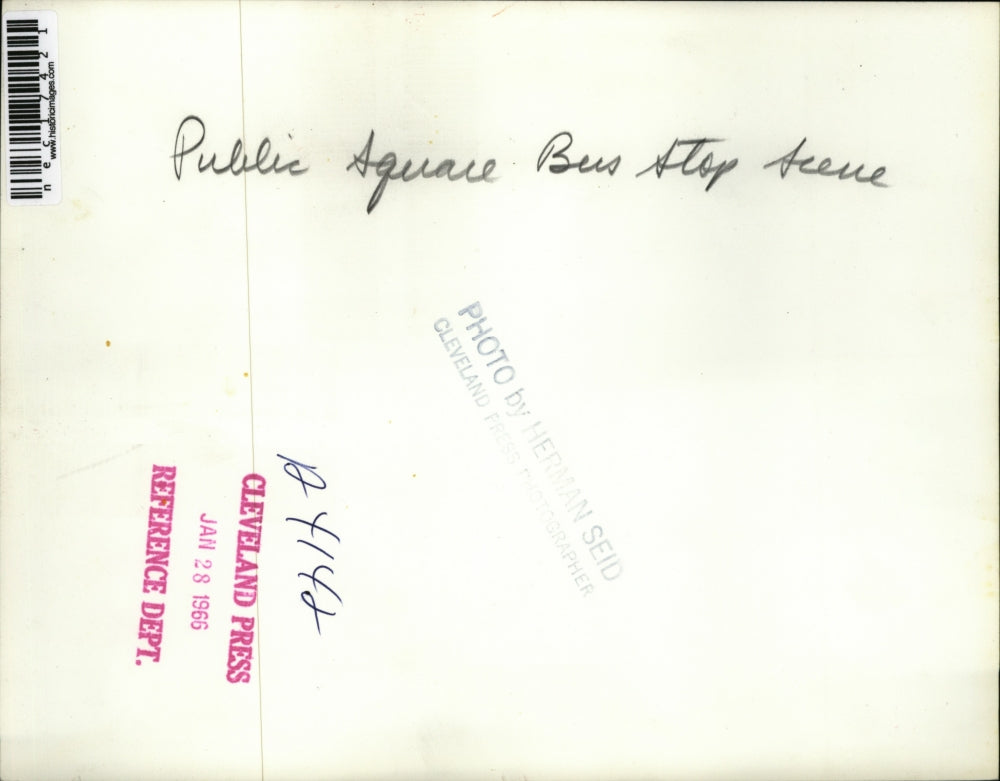 www.historicimages.com
nec17421
Public Square Bus Stop Scene
PHOTO by HERMAN SEID
CLEVELAND PRESS PHOTOGRAPHER
CLEVELAND PRESS
JAN 28 1966
REFERENCE DEPT.